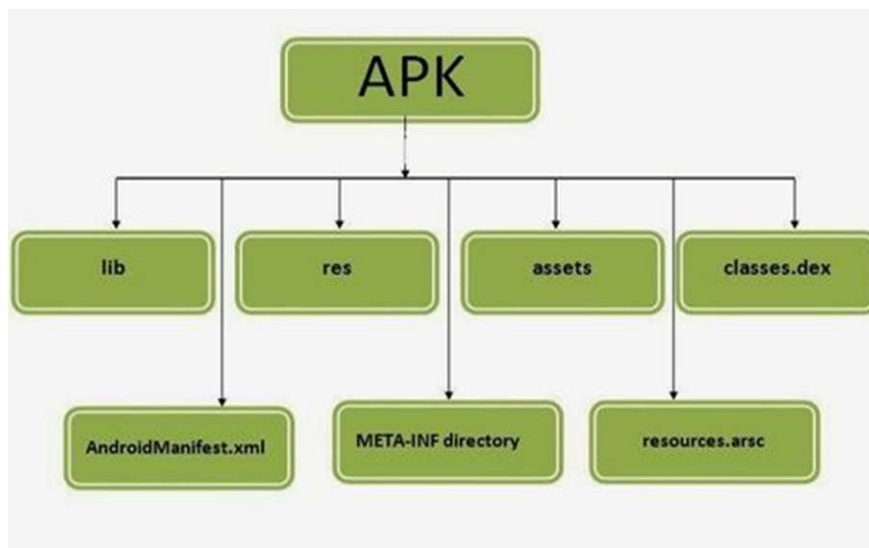 APK
lib
res
assets
classes.dex
AndroidManifest.xml
META-INF directory
resources.arsc